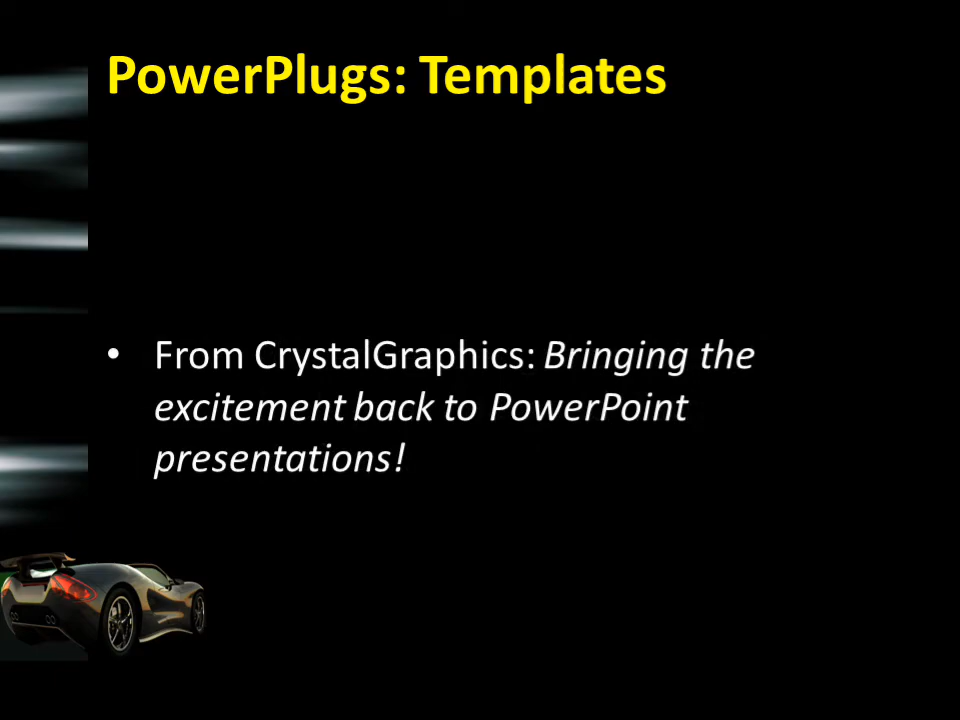 PowerPlugs: Templates
• From CrystalGraphics: Bringing the
excitement back to PowerPoint
presentations!